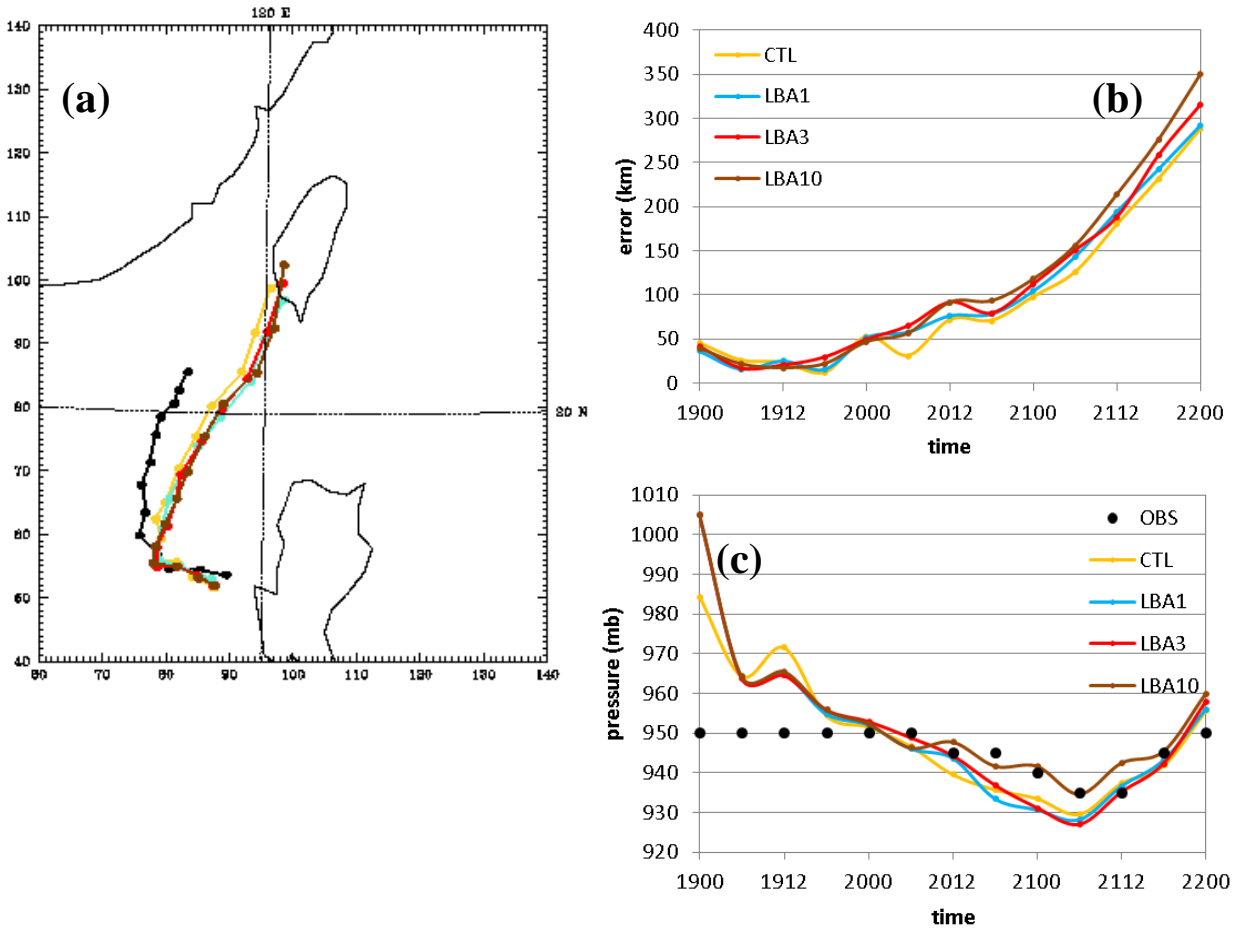 120 E
140
130
120
110
100
90
80
70
60
50
40
(a)
20 N
60 70 80 90 100 110 120 130 140
400
350
300
250
200
150
100
50
0
error (km)
CTL
LBA1
LBA3
LBA10
(b)
1900 1912 2000 2012 2100 2112 2200
time
1010
1000
990
980
970
960
950
940
930
920
pressure (mb)
(c)
OBS
CTL
LBA1
LBA3
LBA10
1900 1912 2000 2012 2100 2112 2200
time